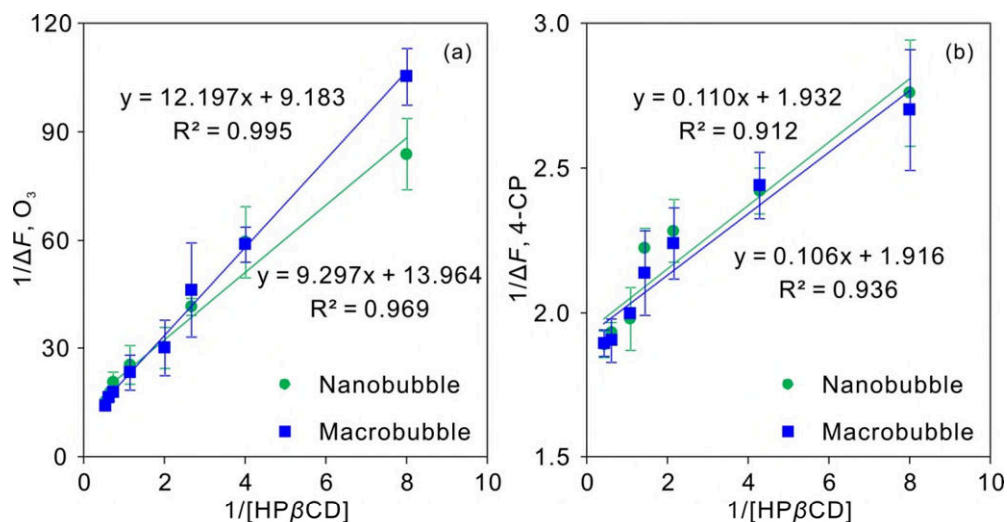 120
90
60
30
0
1/ΔF, O₃
(a)
y = 12.197x + 9.183
R² = 0.995
y = 9.297x + 13.964
R² = 0.969
Nanobubble
Macrobubble
0 2 4 6 8 10
1/[HPβCD]
3.0
2.5
2.0
1.5
1/ΔF, 4-CP
(b)
y = 0.110x + 1.932
R² = 0.912
y = 0.106x + 1.916
R² = 0.936
Nanobubble
Macrobubble
0 2 4 6 8 10
1/[HPβCD]